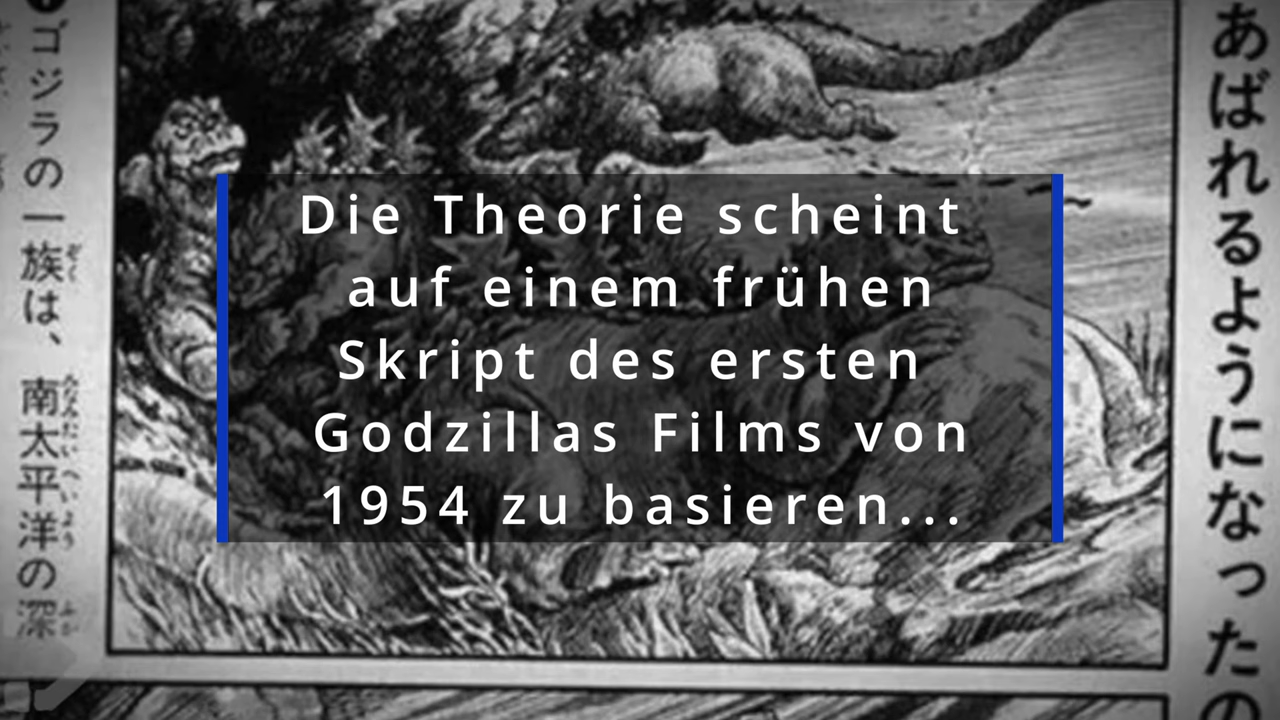 Die Theorie scheint
auf einem frühen
Skript des ersten
Godzillas Films von
1954 zu basieren...
あばれるようになったの
ゴジラの一族は、南太平洋の深